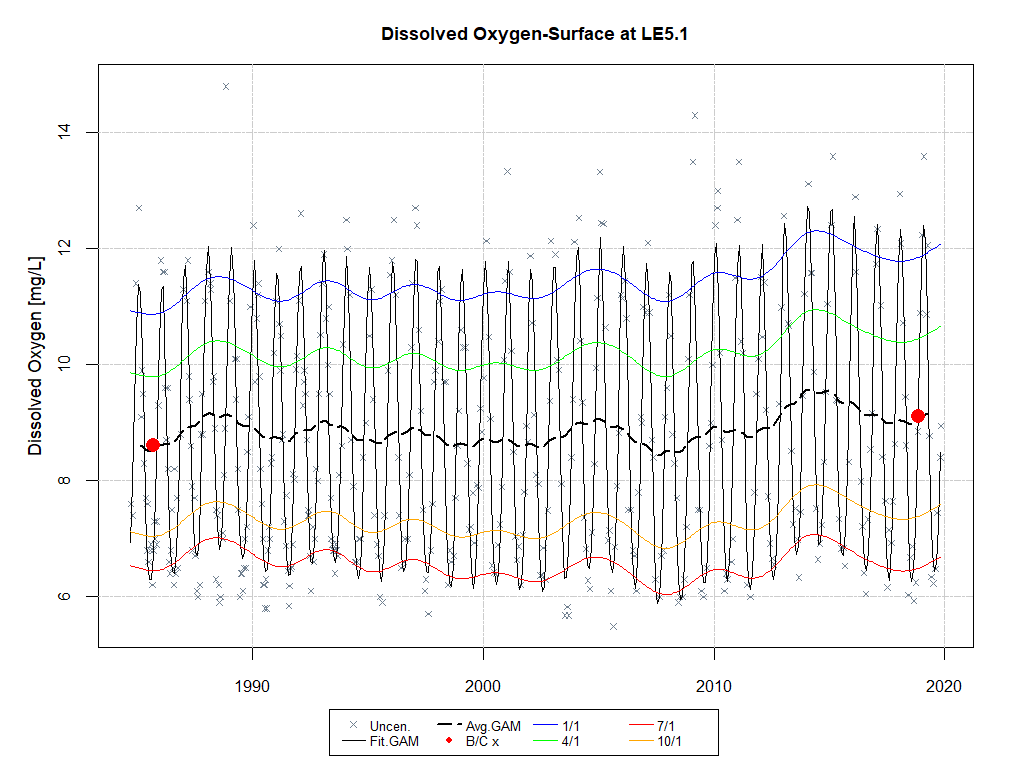 Dissolved Oxygen-Surface at LE5.1
Dissolved Oxygen [mg/L]
14
12
10
8
6
1990
2000
2010
2020
Uncen. Avg.GAM 1/1 7/1
Fit.GAM B/C x 4/1 10/1